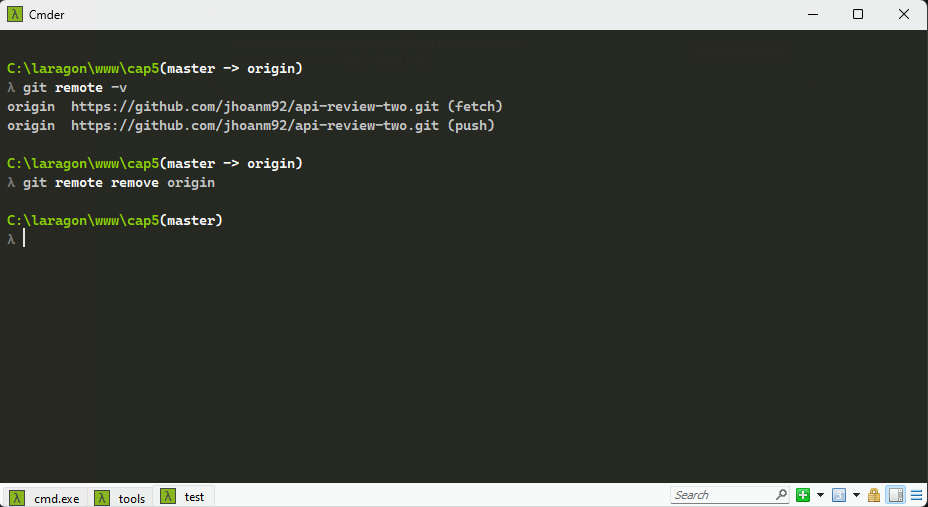 Cmder
C:\laragon\www\cap5(master -> origin)
λ git remote -v
origin  https://github.com/jhoanm92/api-review-two.git (fetch)
origin  https://github.com/jhoanm92/api-review-two.git (push)
C:\laragon\www\cap5(master -> origin)
λ git remote remove origin
C:\laragon\www\cap5(master)
λ
λ cmd.exe λ tools λ test Search